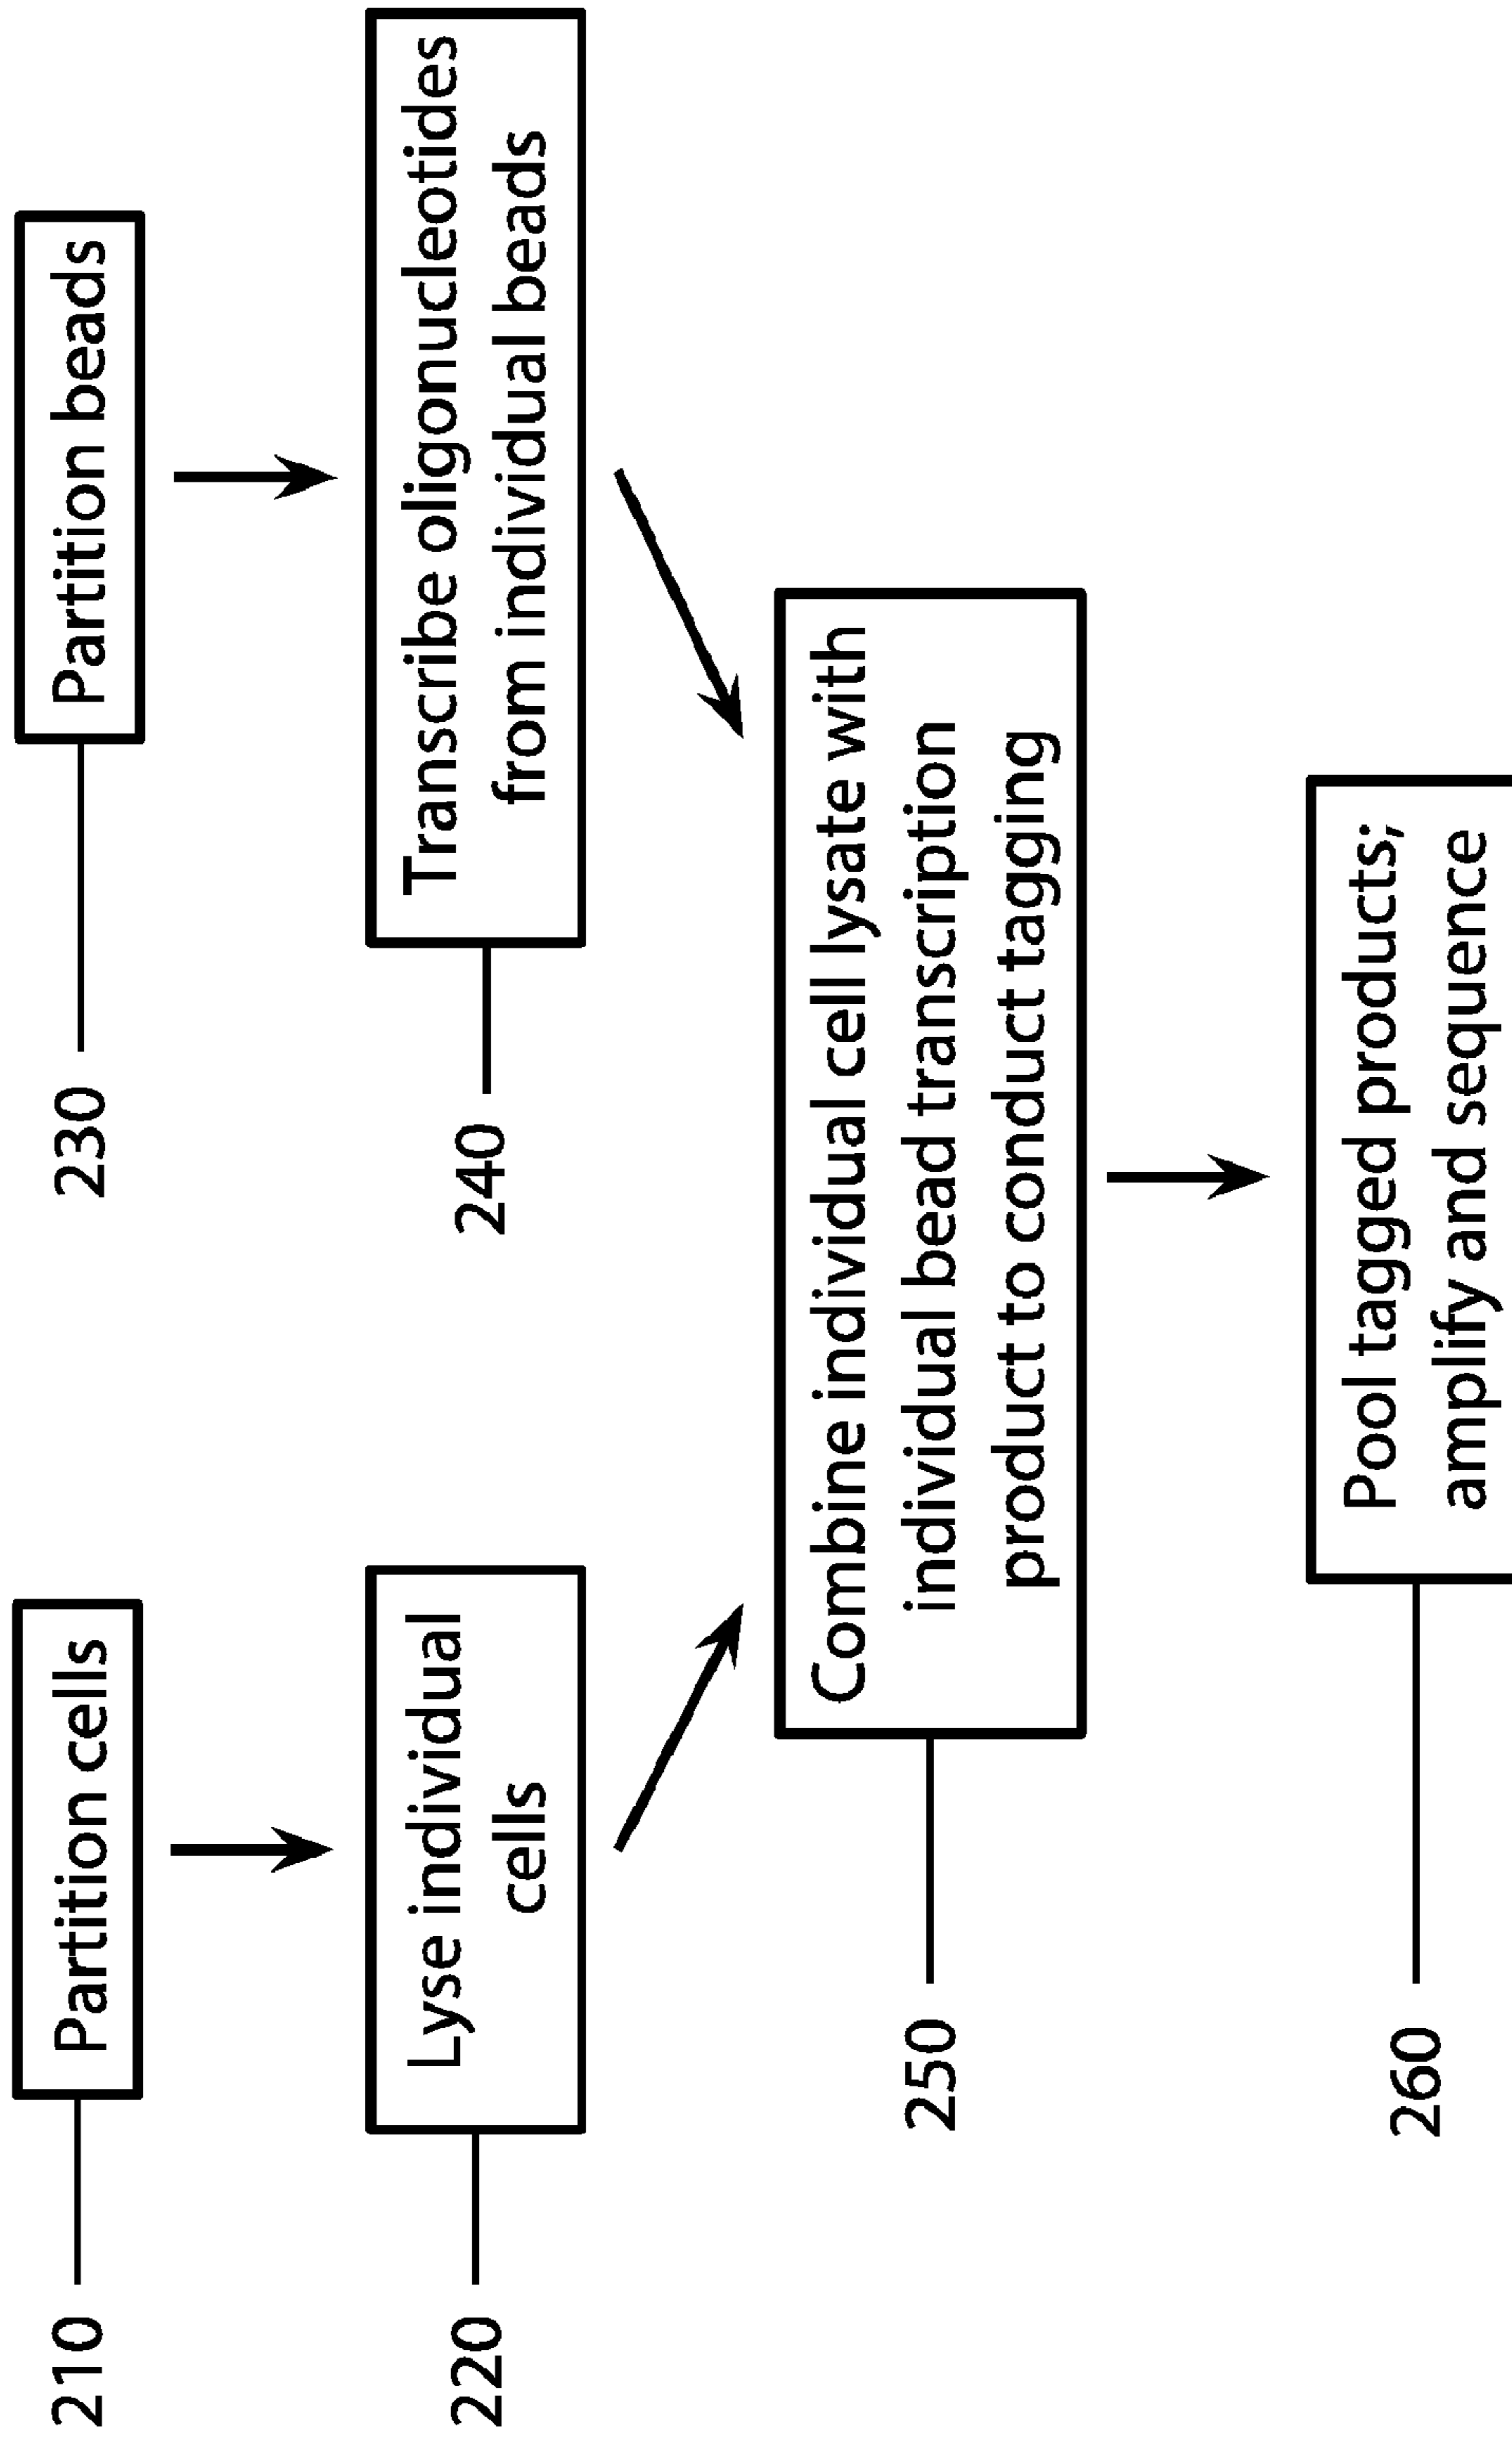 210
Partition cells
230
Partition beads
220
Lyse individual
cells
240
Transcribe oligonucleotides
from individual beads
250
Combine individual cell lysate with
individual bead transcription
product to conduct tagging
260
Pool tagged products;
amplify and sequence